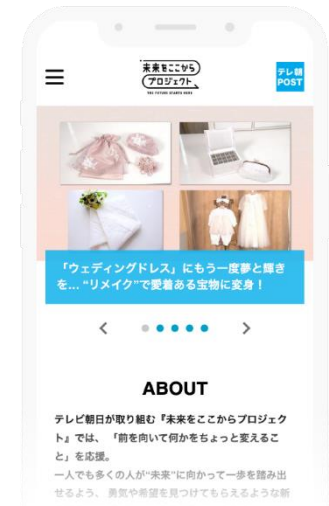 未来をここから
プロジェクト
THE FUTURE STARTS HERE
テレ朝
POST
「ウェディングドレス」にもう一度夢と輝き
を… “リメイク”で愛着ある宝物に変身！
ABOUT
テレビ朝日が取り組む『未来をここからプロジェク
ト』では、「前を向いて何かをちょっと変えるこ
と」を応援。
一人でも多くの人が“未来”に向かって一歩を踏み出
せるよう、勇気や希望を見つけてもらえるような新